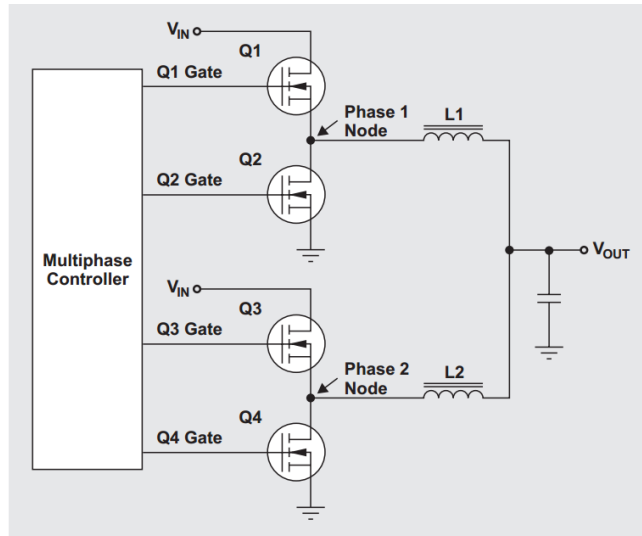 VIN
Q1
Q1 Gate
Phase 1
Node
L1
Q2
Q2 Gate
VOUT
Multiphase
Controller
VIN
Q3
Q3 Gate
Phase 2
Node
L2
Q4
Q4 Gate